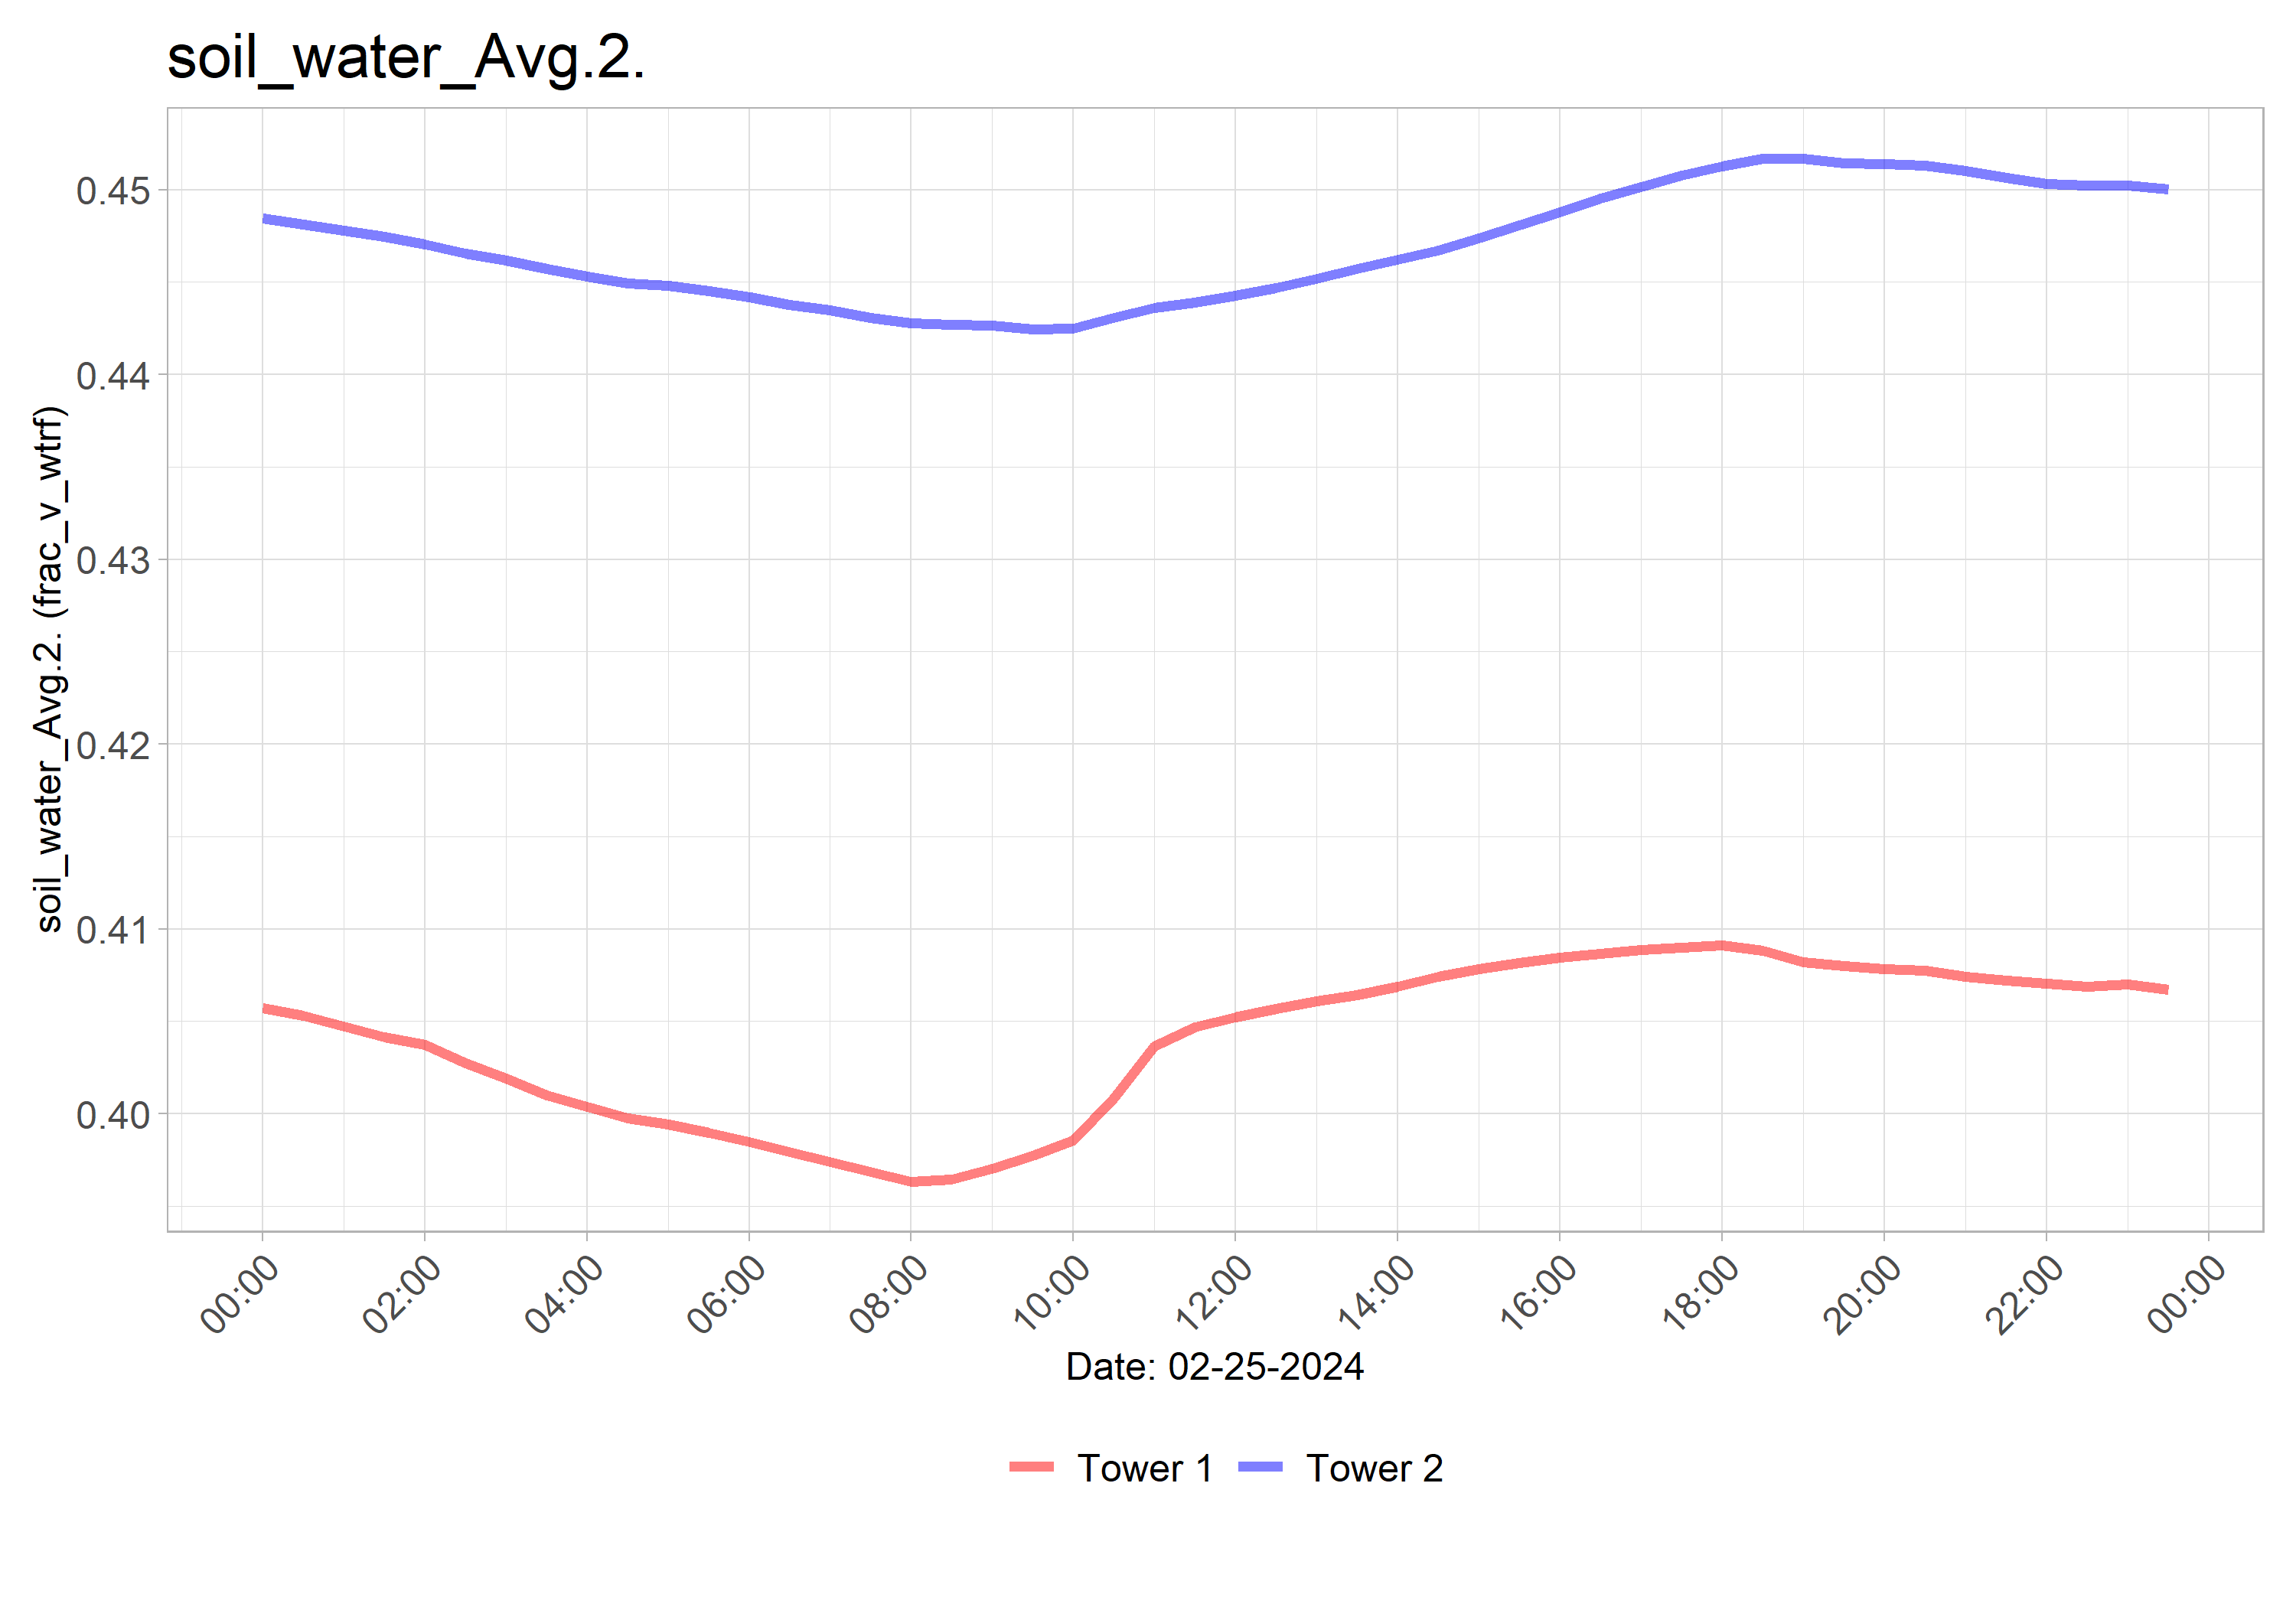 soil_water_Avg.2.
soil_water_Avg.2. (frac_v_wtrf)
0.45
0.44
0.43
0.42
0.41
0.40
00:00 02:00 04:00 06:00 08:00 10:00 12:00 14:00 16:00 18:00 20:00 22:00 00:00
Date: 02-25-2024
Tower 1 Tower 2